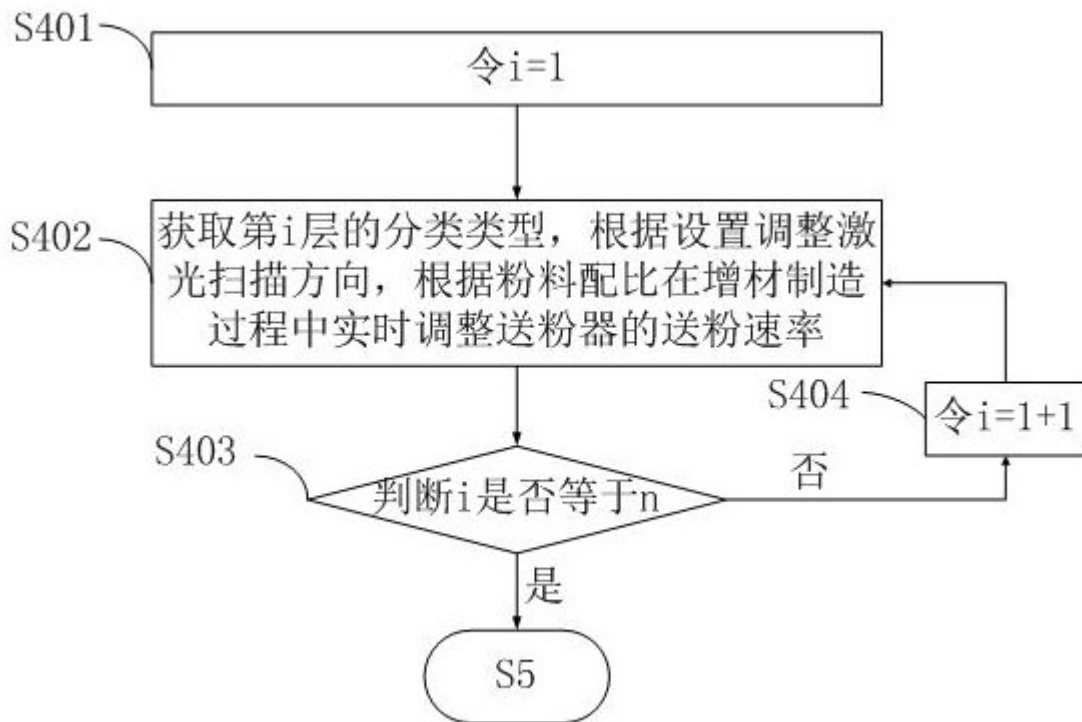 S401
令i=1
S402
获取第i层的分类类型，根据设置调整激
光扫描方向，根据粉料配比在增材制造
过程中实时调整送粉器的送粉速率
S404
令i=1+1
S403
判断i是否等于n
否
是
S5